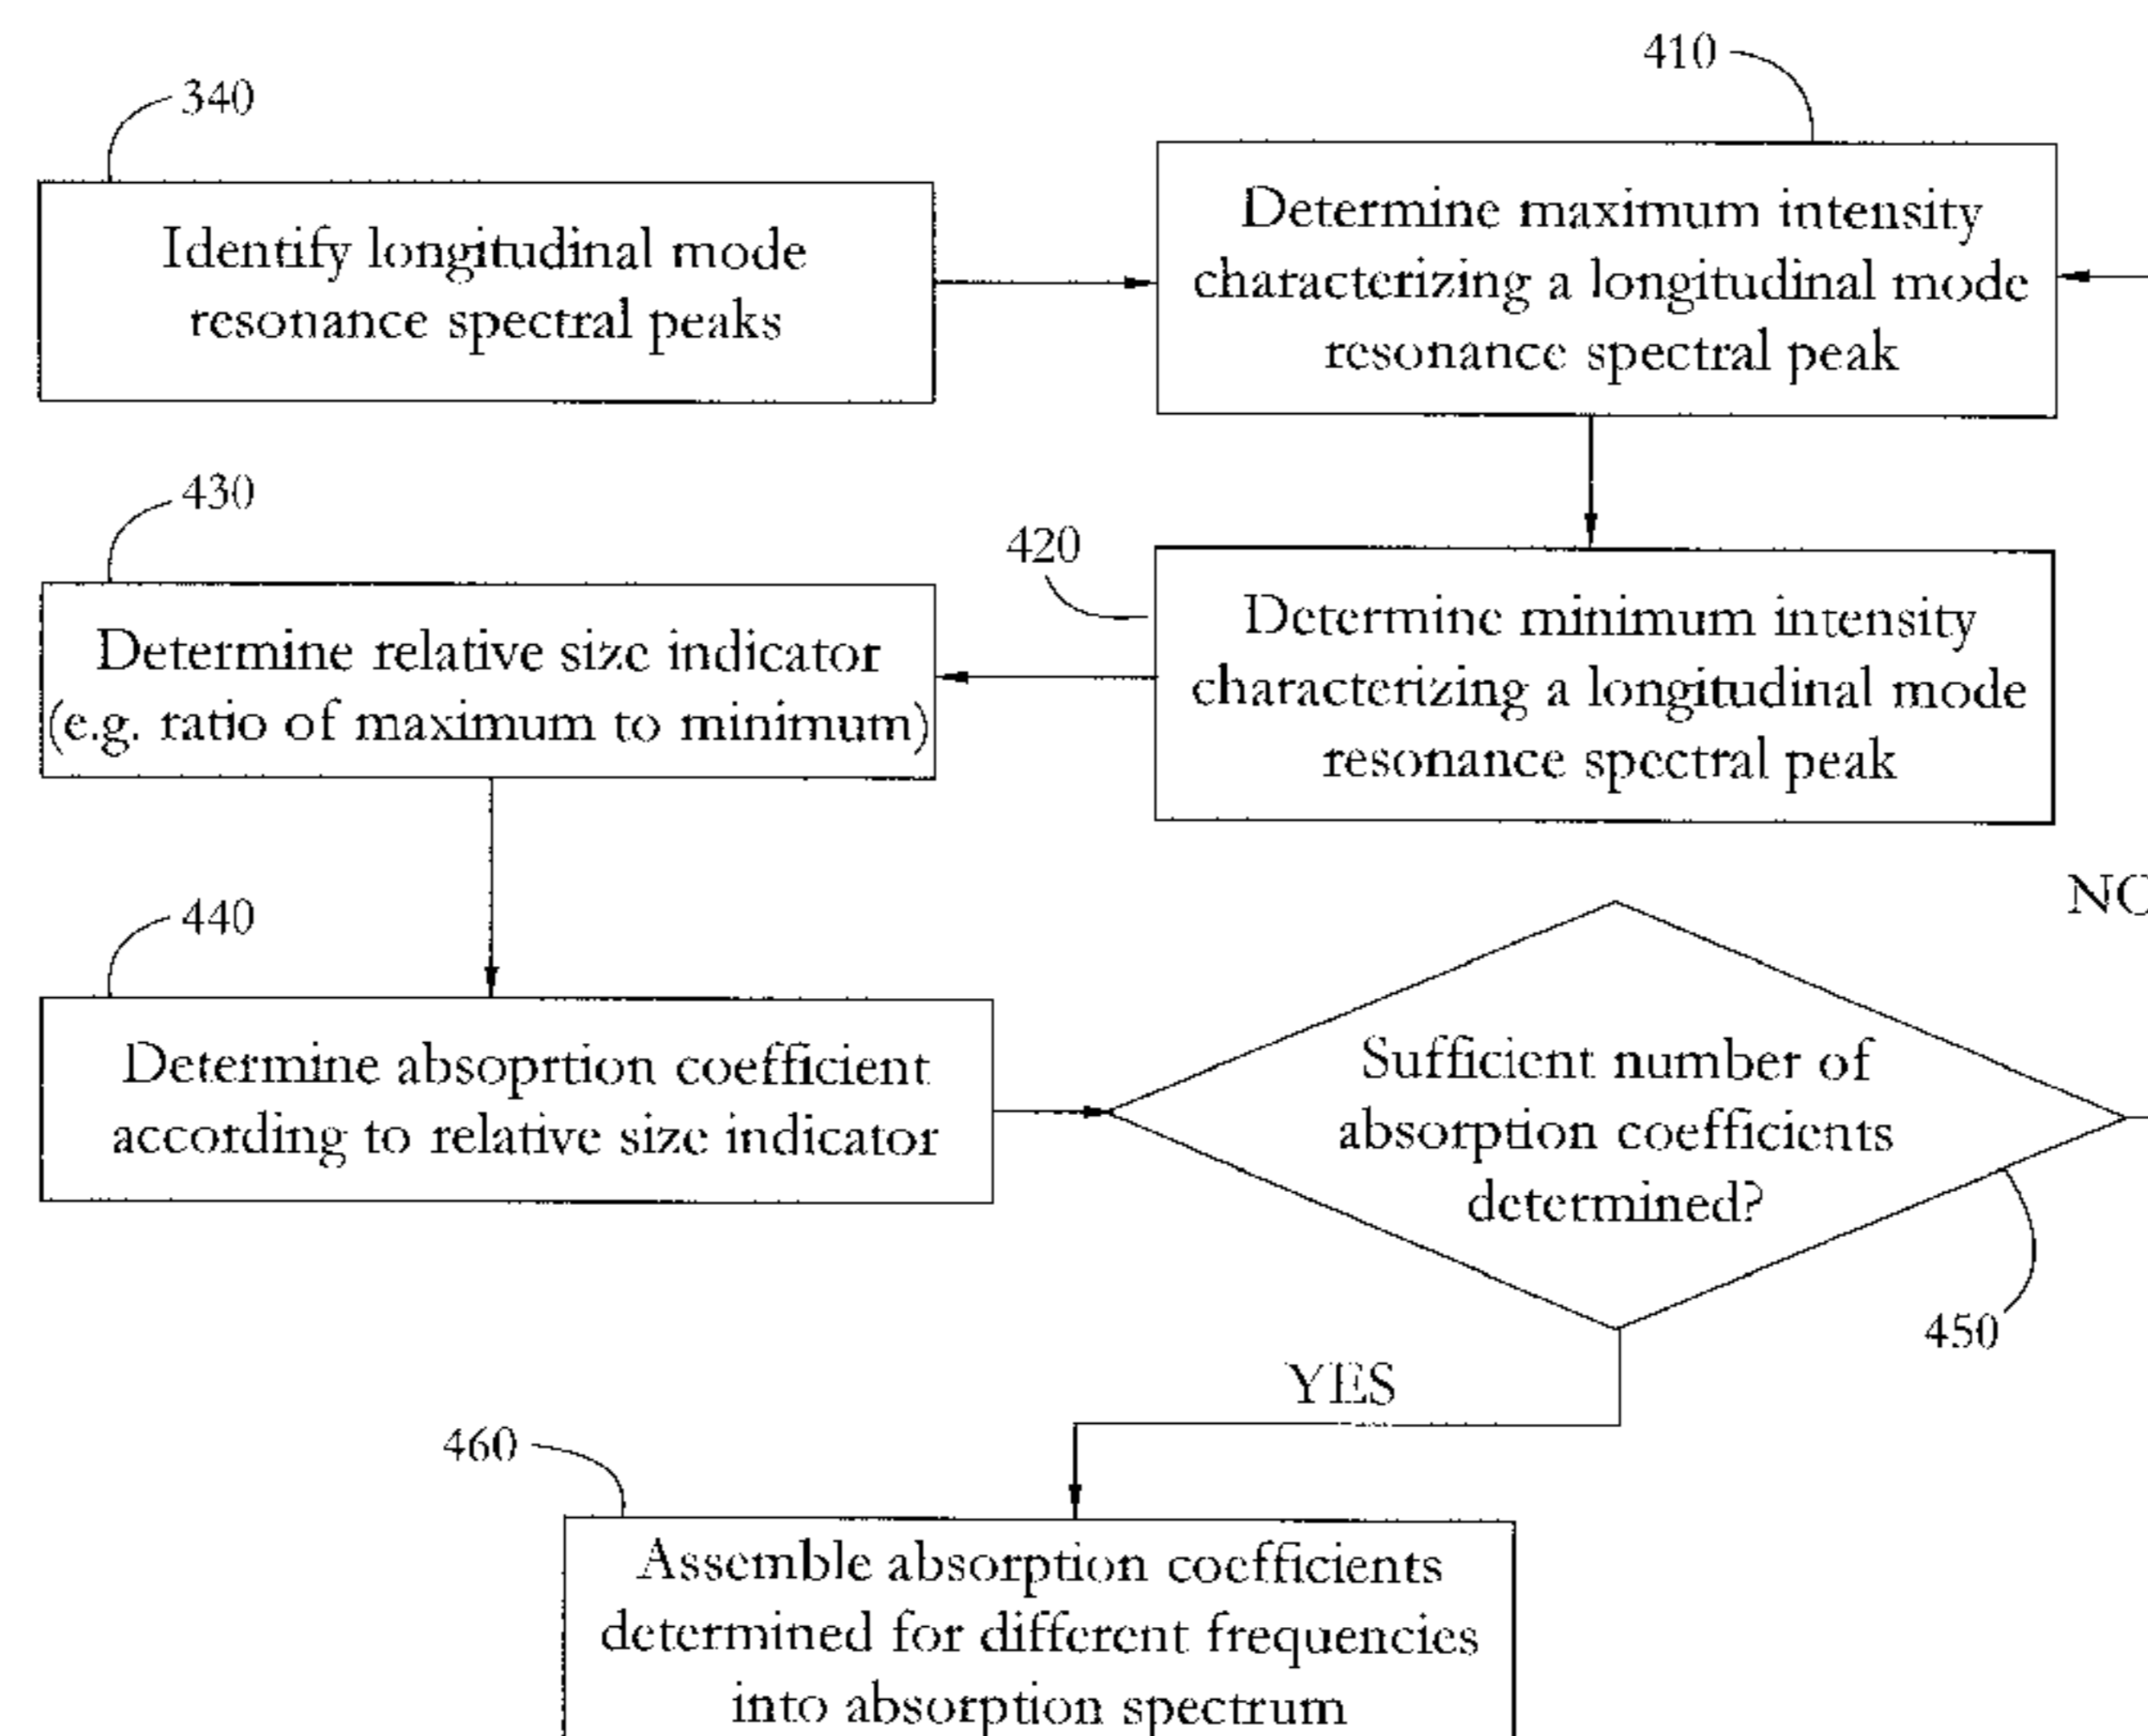 340
Identify longitudinal mode
resonance spectral peaks
410
Determine maximum intensity
characterizing a longitudinal mode
resonance spectral peak
420
Determine minimum intensity
characterizing a longitudinal mode
resonance spectral peak
430
Determine relative size indicator
(e.g. ratio of maximum to minimum)
440
Determine absoprtion coefficient
according to relative size indicator
NO
Sufficient number of
absorption coefficients
determined?
450
YES
460
Assemble absorption coefficients
determined for different frequencies
into absorption spectrum